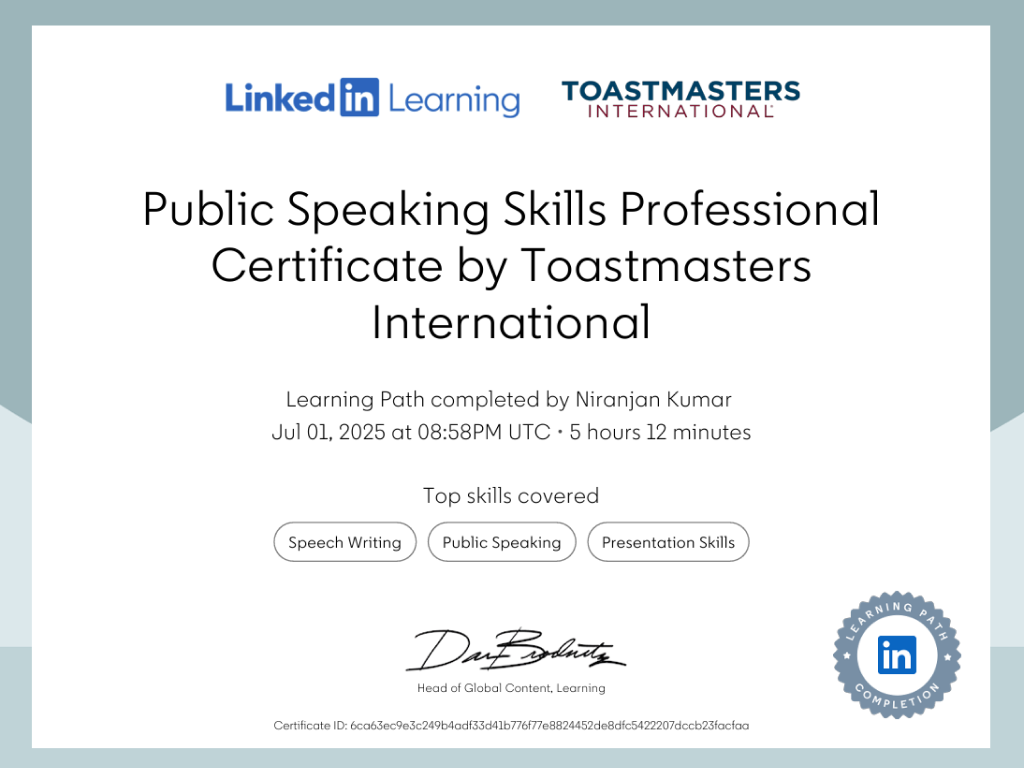 LinkedIn Learning
TOASTMASTERS
INTERNATIONAL
Public Speaking Skills Professional
Certificate by Toastmasters
International
Learning Path completed by Niranjan Kumar
Jul 01, 2025 at 08:58PM UTC • 5 hours 12 minutes
Top skills covered
Speech Writing
Public Speaking
Presentation Skills
Dan Brodnitz
Head of Global Content, Learning
LEARNING PATH
in
COMPLETION
Certificate ID: 6ca63ec9e3c249b4adf33d41b776f77e8824452de8dfc5422207dccb23facfaa